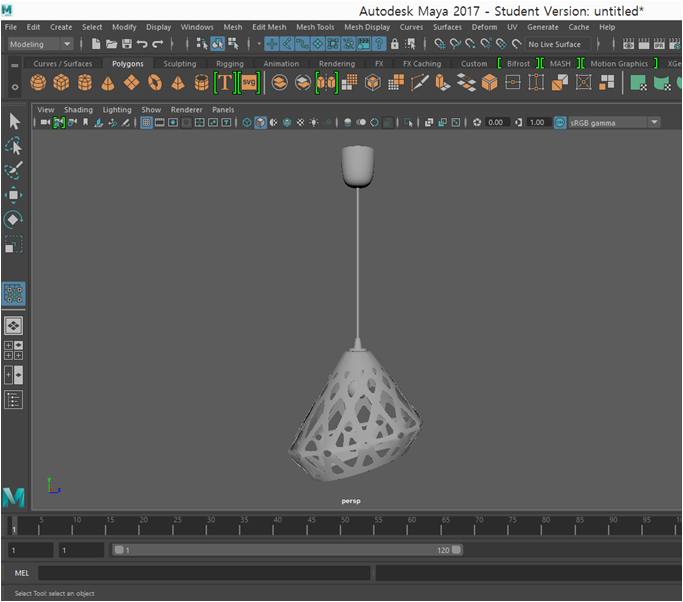 Autodesk Maya 2017 - Student Version: untitled*
File Edit Create Select Modify Display Windows Mesh Edit Mesh Mesh Tools Mesh Display Curves Surfaces Deform UV Generate Cache Help
Modeling No Live Surface
Curves / Surfaces Polygons Sculpting Rigging Animation Rendering FX FX Caching Custom Bifrost MASH Motion Graphics XGe
View Shading Lighting Show Renderer Panels
0.00 1.00 sRGB gamma
persp
5 10 15 20 25 30 35 40 45 50 55 60 65 70 75 80 85 90 95
1
1 1 1 120
MEL
Select Tool: select an object